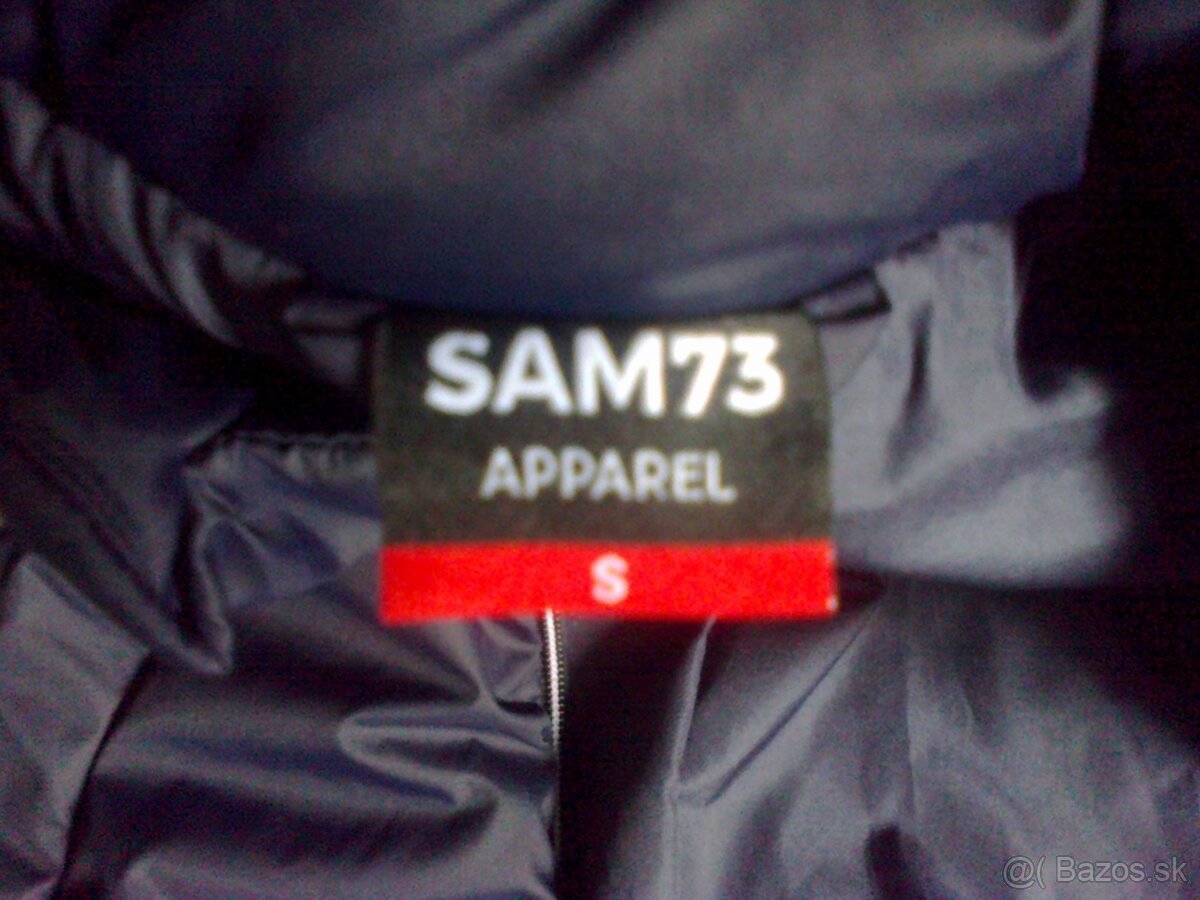 SAM73
APPAREL
S
@( Bazos.sk